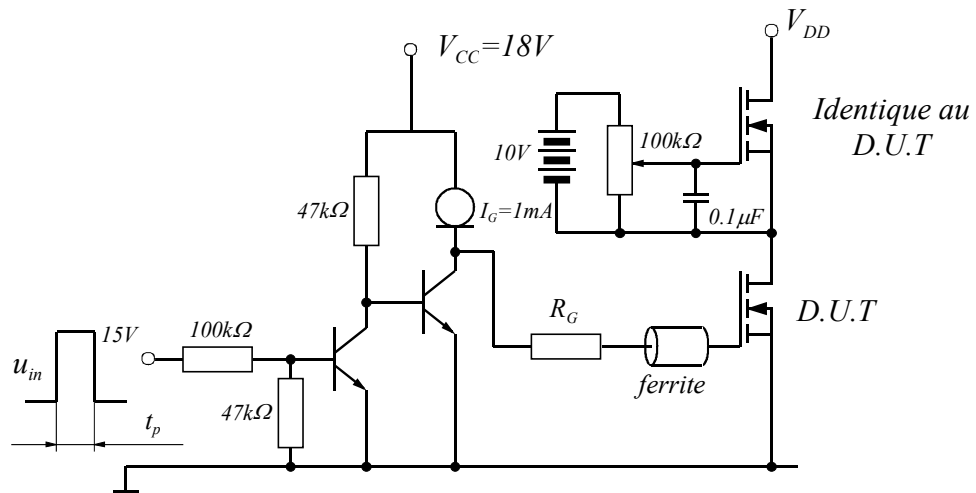 V_CC=18V
V_DD
Identique au
D.U.T
10V
100kΩ
47kΩ
I_G=1mA
0.1µF
R_G
D.U.T
15V
100kΩ
u_in
ferrite
47kΩ
t_p